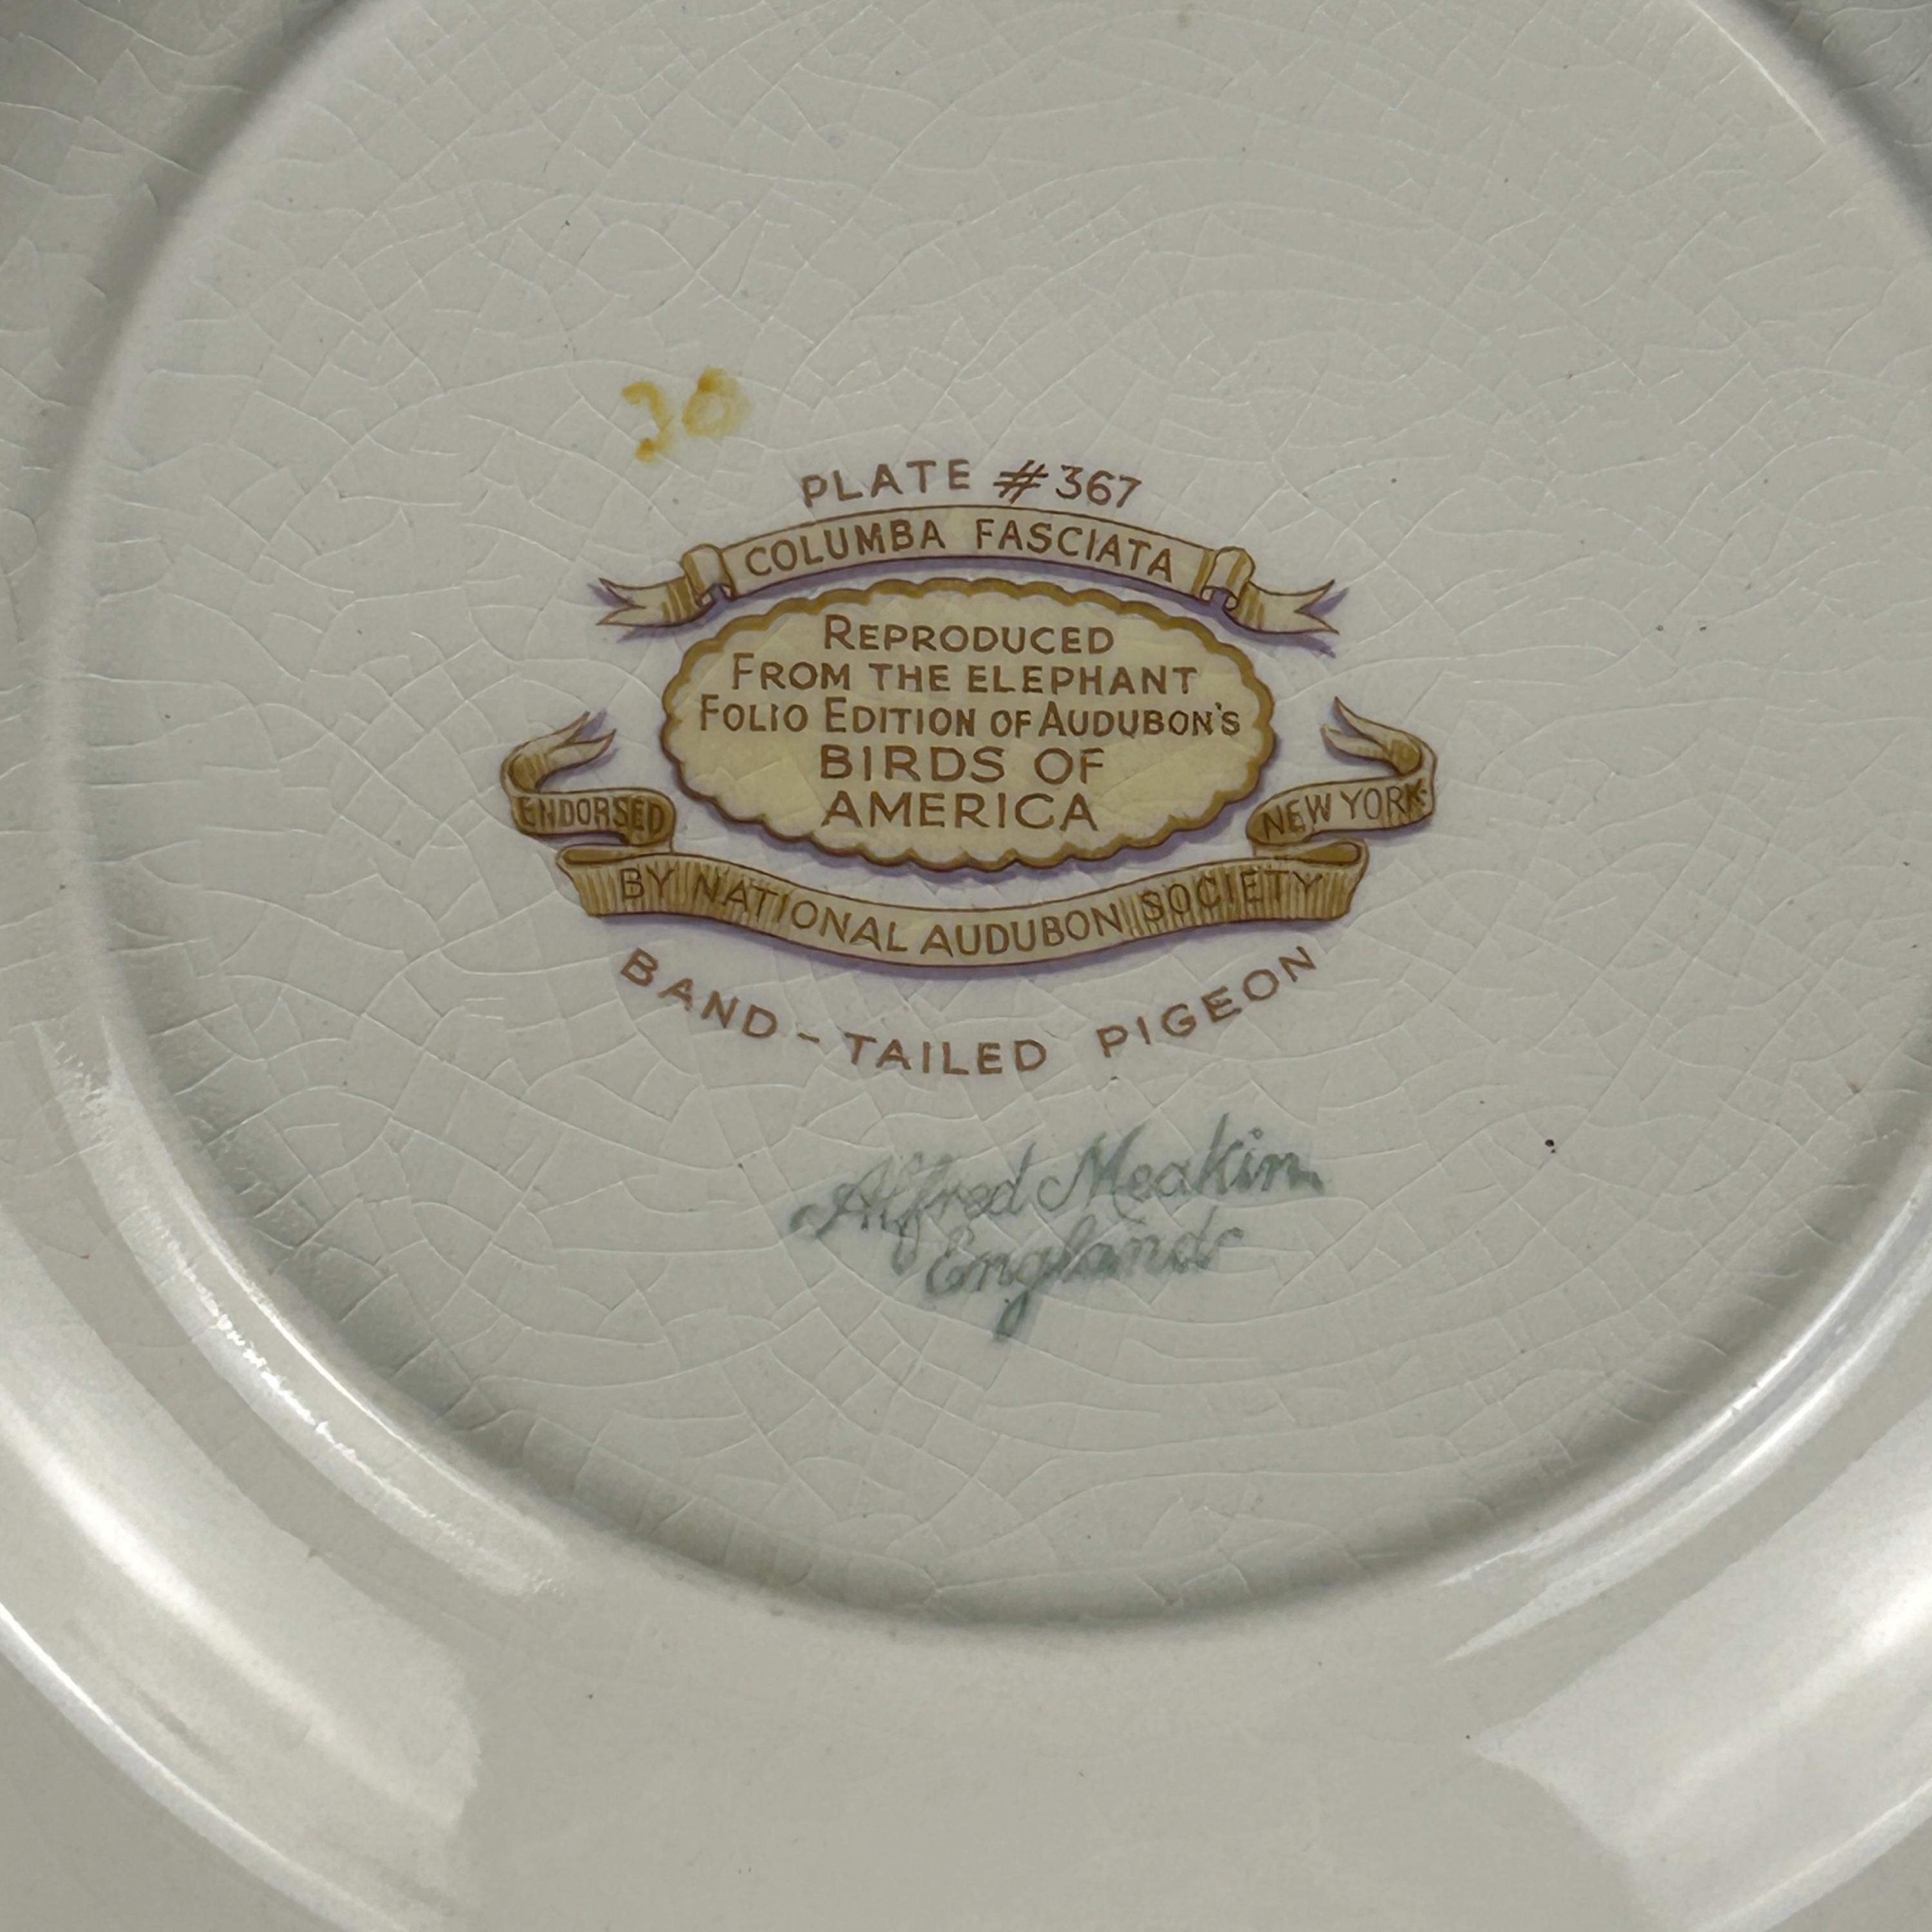 30
PLATE #367
COLUMBA FASCIATA
REPRODUCED
FROM THE ELEPHANT
FOLIO EDITION OF AUDUBON'S
BIRDS OF
AMERICA
ENDORSED
BY NATIONAL AUDUBON SOCIETY
NEW YORK
BAND-TAILED PIGEON
Alfred Meakin
England